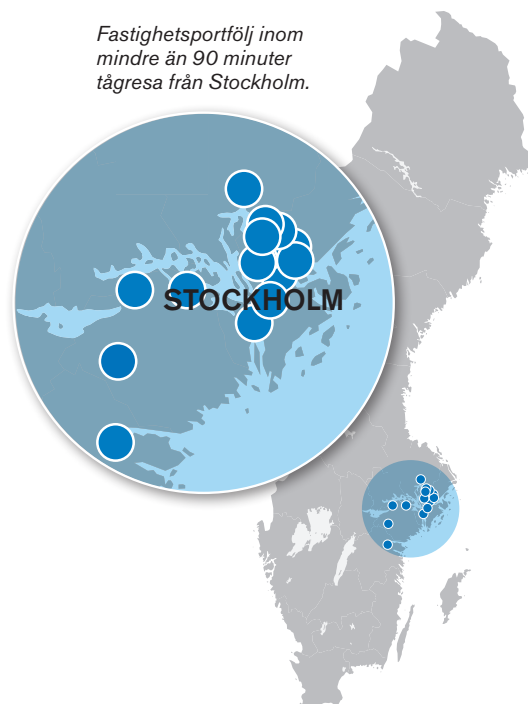 Fastighetsportfölj inom
mindre än 90 minuter
tågresa från Stockholm.
STOCKHOLM